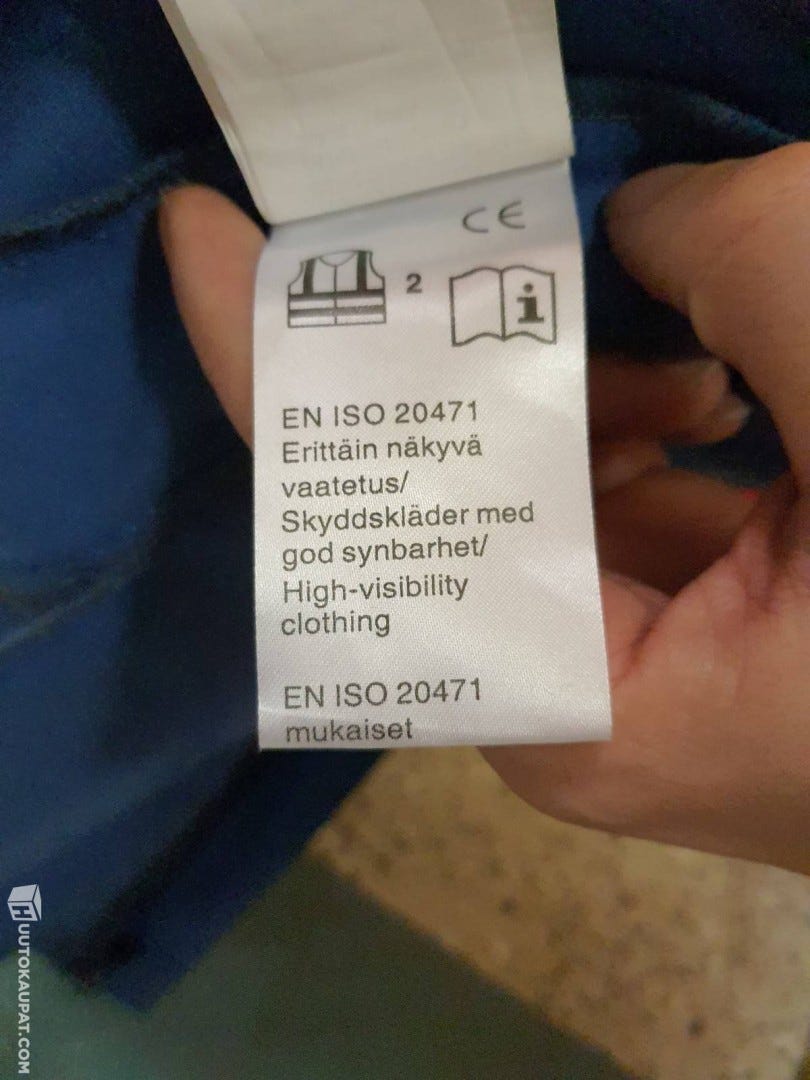 CE
2
i
EN ISO 20471
Erittäin näkyvä
vaatetus/
Skyddskläder med
god synbarhet/
High-visibility
clothing
EN ISO 20471
mukaiset
HUUTOKAUPAT.COM